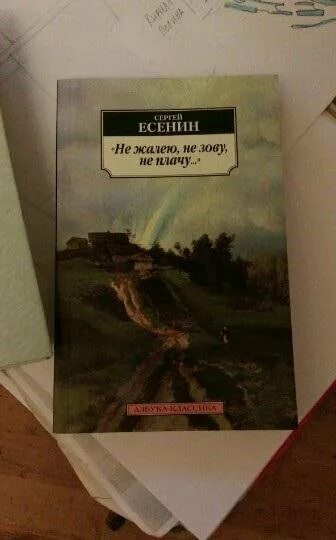 СЕРГЕЙ
ЕСЕНИН
«Не жалею, не зову,
не плачу...»
АЗБУКА-КЛАССИКА